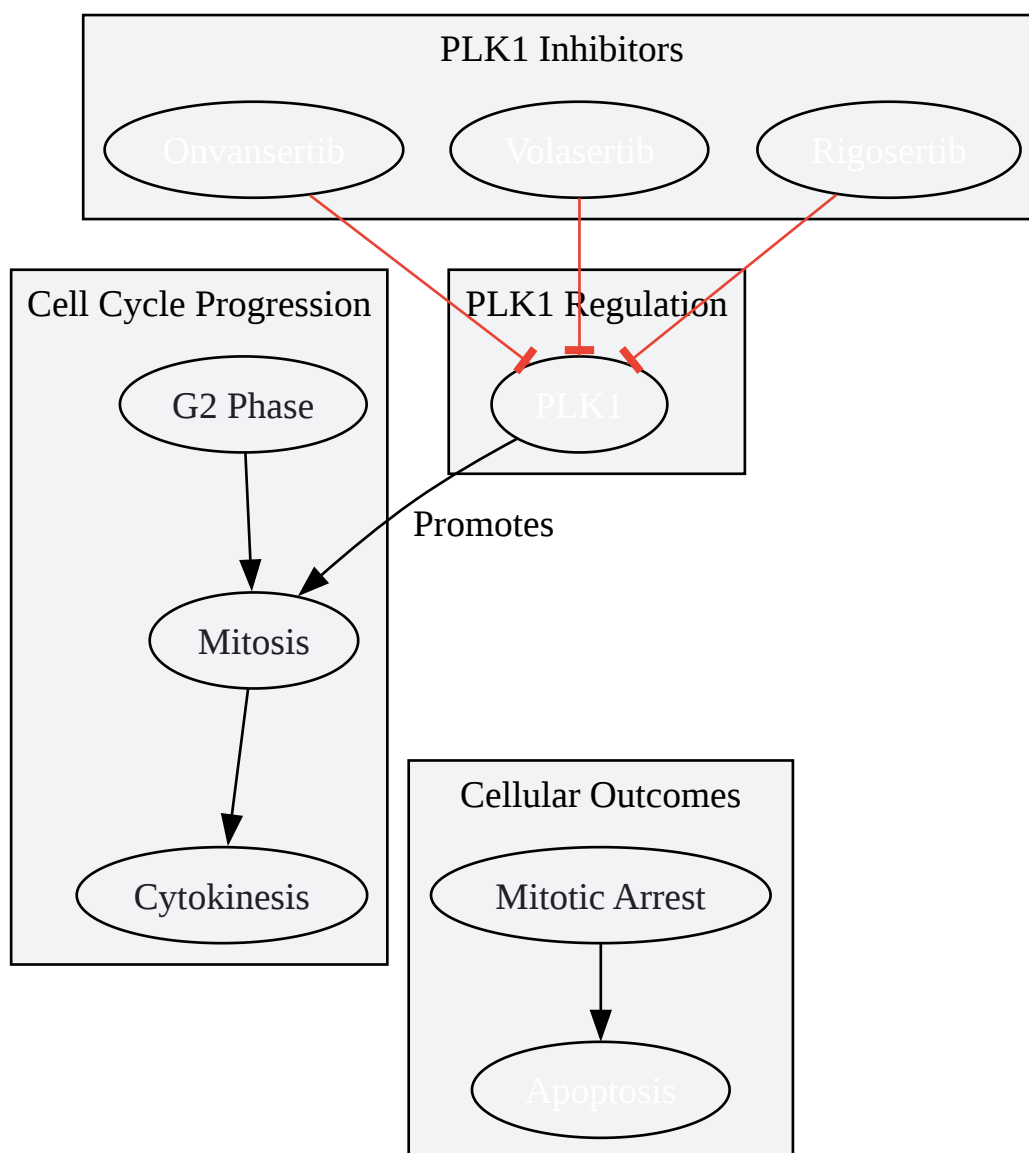 PLK1 Inhibitors
Onvansertib
Volasertib
Rigosertib
Cell Cycle Progression
PLK1 Regulation
G2 Phase
PLK1
Promotes
Mitosis
Cellular Outcomes
Cytokinesis
Mitotic Arrest
Apoptosis